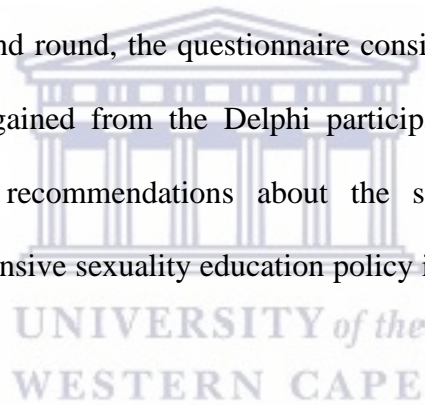 nd round, the questionnaire consi
gained from the Delphi particip
recommendations about the s
ensive sexuality education policy i
UNIVERSITY of the
WESTERN CAPE